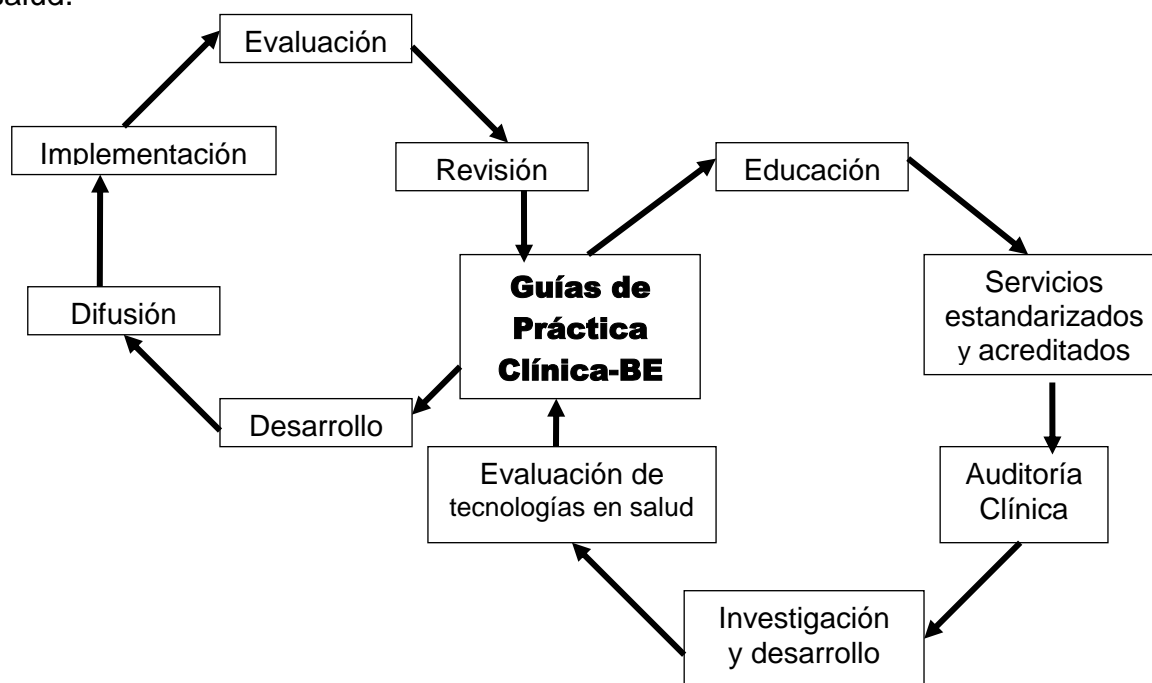 salud.
Evaluación
Implementación
Revisión
Educación
Guías de
Práctica
Clínica-BE
Servicios
estandarizados
y acreditados
Difusión
Desarrollo
Evaluación de
tecnologías en salud
Auditoría
Clínica
Investigación
y desarrollo